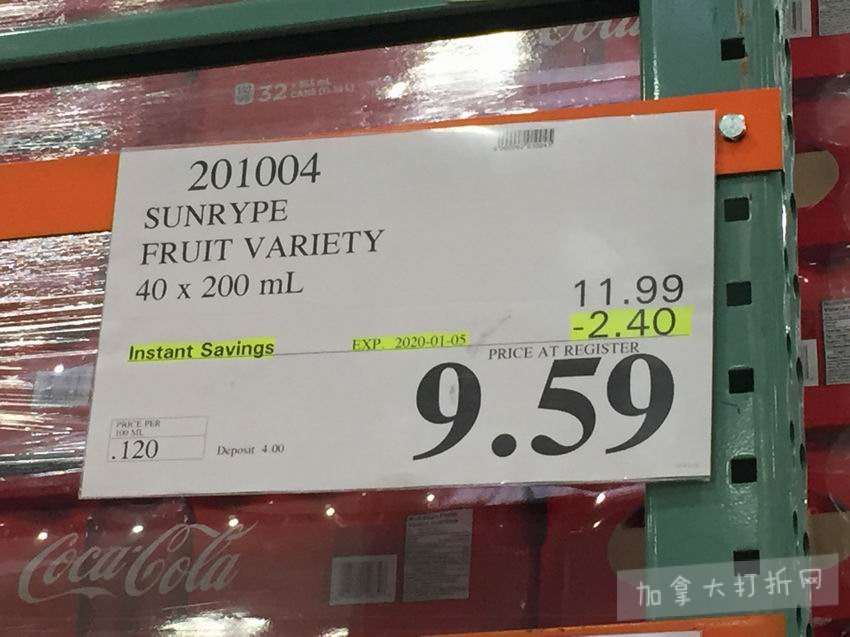 32
201004
SUNRYPE
FRUIT VARIETY
40 x 200 mL
11.99
-2.40
Instant Savings
EXP. 2020-01-05
PRICE AT REGISTER
9.59
PRICE PER
100 ML
.120
Deposit 4.00
Coca-Cola
加拿大打折网